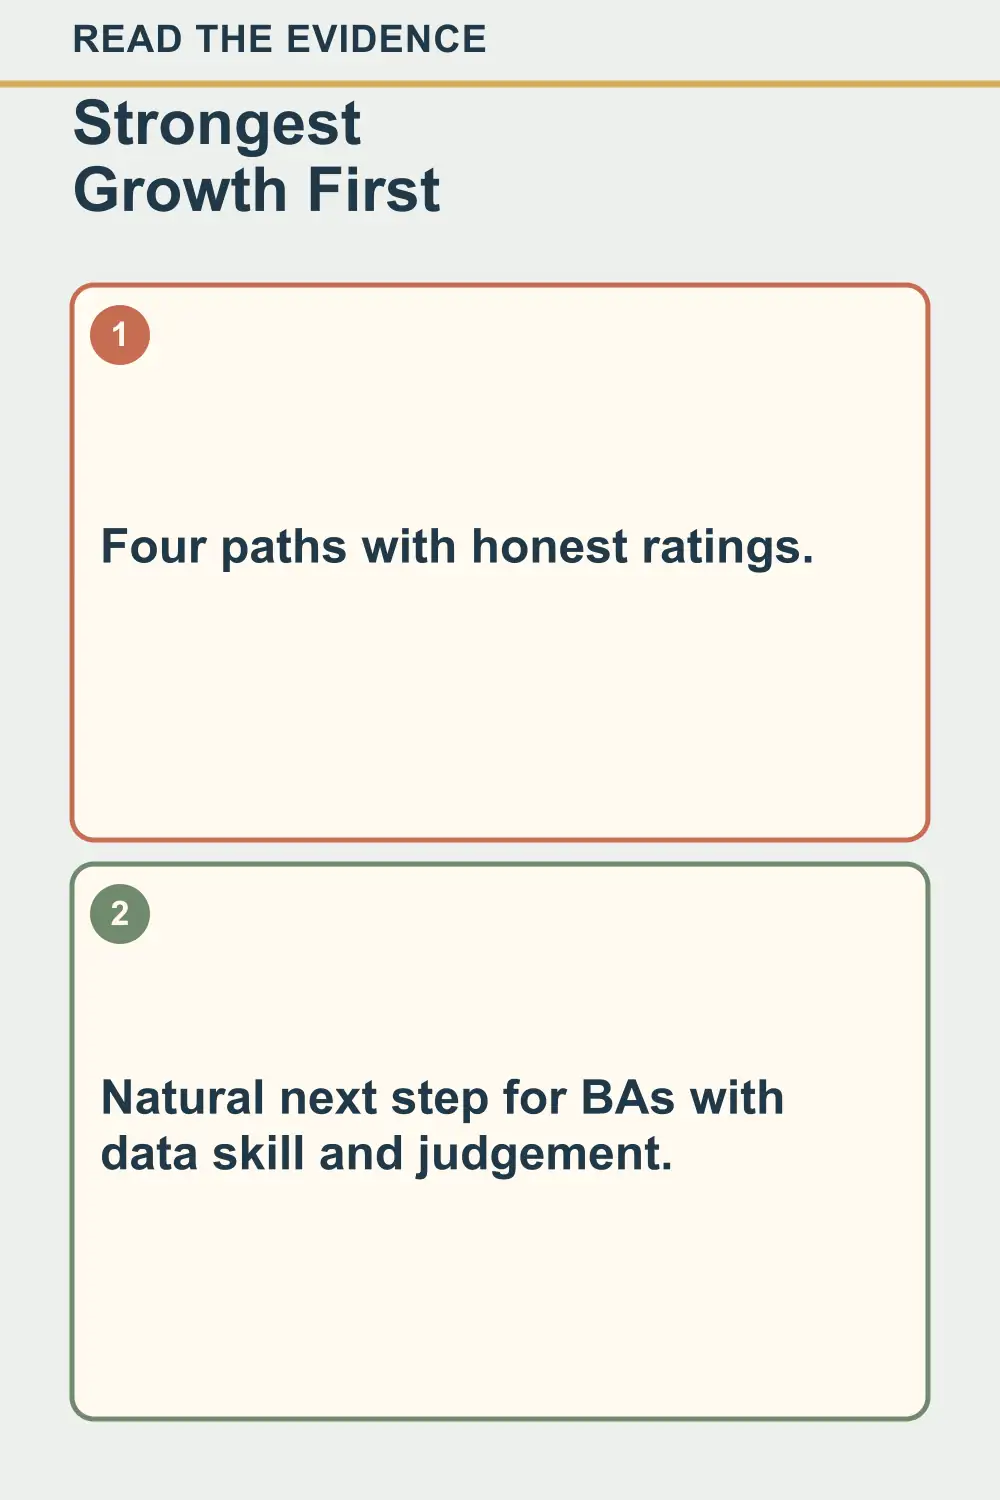 READ THE EVIDENCE
Strongest
Growth First
1
Four paths with honest ratings.
2
Natural next step for BAs with
data skill and judgement.